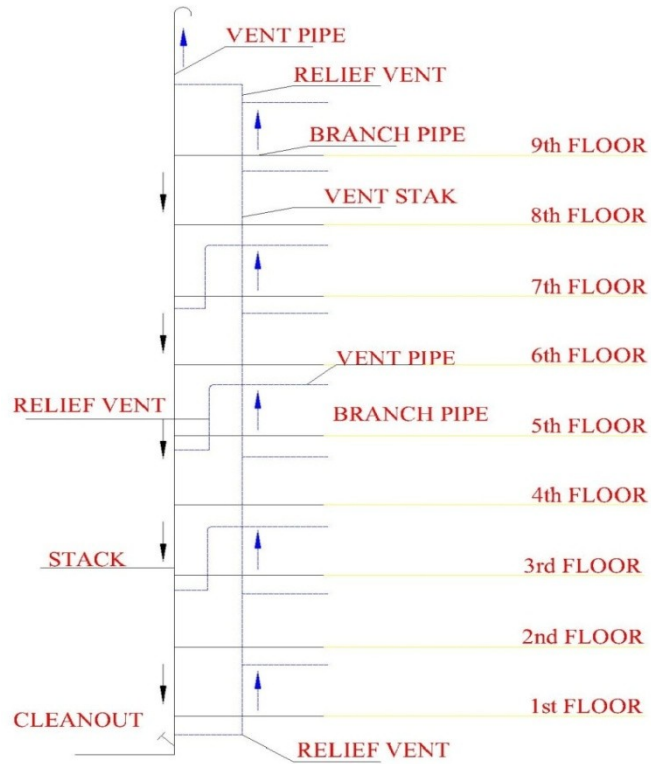 VENT PIPE
RELIEF VENT
BRANCH PIPE
9th FLOOR
VENT STAK
8th FLOOR
7th FLOOR
6th FLOOR
VENT PIPE
RELIEF VENT
BRANCH PIPE
5th FLOOR
4th FLOOR
STACK
3rd FLOOR
2nd FLOOR
1st FLOOR
CLEANOUT
RELIEF VENT